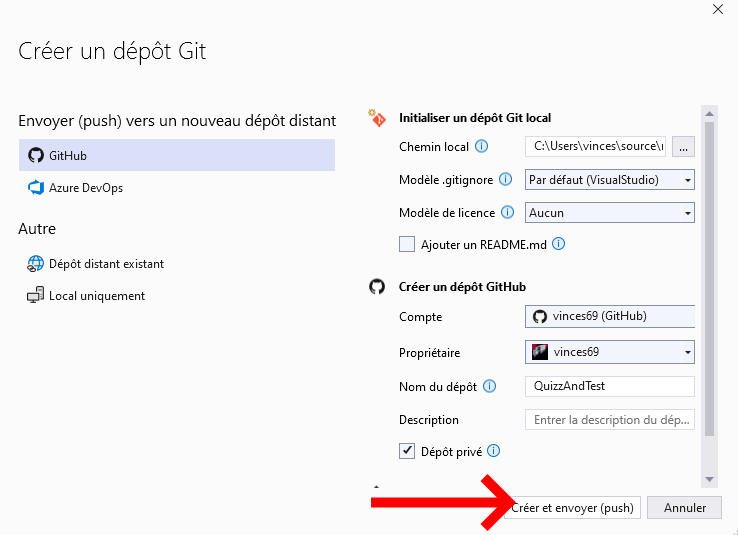 Créer un dépôt Git
Envoyer (push) vers un nouveau dépôt distant
GitHub
Azure DevOps
Autre
Dépôt distant existant
Local uniquement
Initialiser un dépôt Git local
Chemin local
C:\Users\vinces\source\
...
Modèle .gitignore
Par défaut (VisualStudio)
Modèle de licence
Aucun
Ajouter un README.md
Créer un dépôt GitHub
Compte
vinces69 (GitHub)
Propriétaire
vinces69
Nom du dépôt
QuizzAndTest
Description
Entrer la description du dép...
Dépôt privé
Créer et envoyer (push)
Annuler